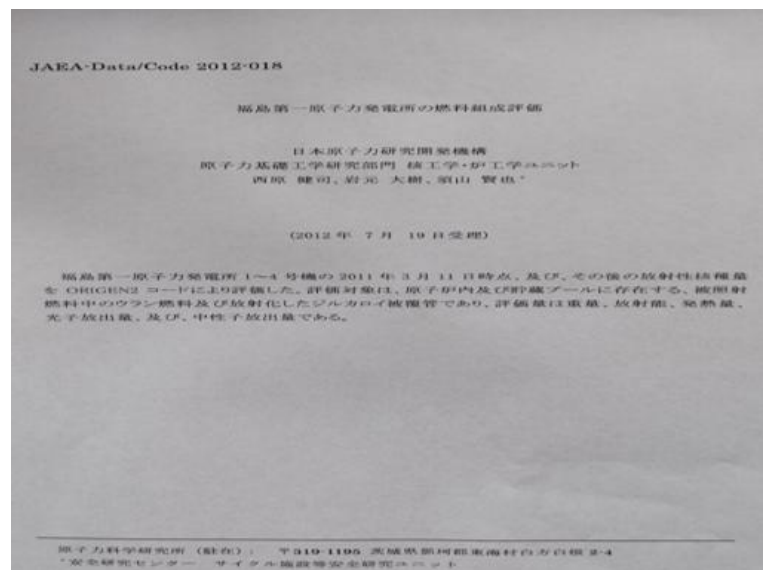 JAEA-Data/Code 2012-018
福島第一原子力発電所の燃料組成評価
日本原子力研究開発機構
原子力基礎工学研究部門 核工学・炉工学ユニット
西原 健司、岩元 大樹、須山 賢也*
(2012 年 7 月 19 日受理)
福島第一原子力発電所 1～4 号機の 2011 年 3 月 11 日時点、及び、その後の放射性核種量
を ORIGEN2 コードにより評価した。評価対象は、原子炉内及び貯蔵プールに存在する、被照射
燃料中のウラン燃料及び放射化したジルカロイ被覆管であり、評価量は重量、放射能、発熱量、
光子放出量、及び、中性子放出量である。
原子力科学研究所（駐在）： 〒319-1195 茨城県那珂郡東海村白方白根 2-4
*安全研究センター サイクル施設等安全研究ユニット